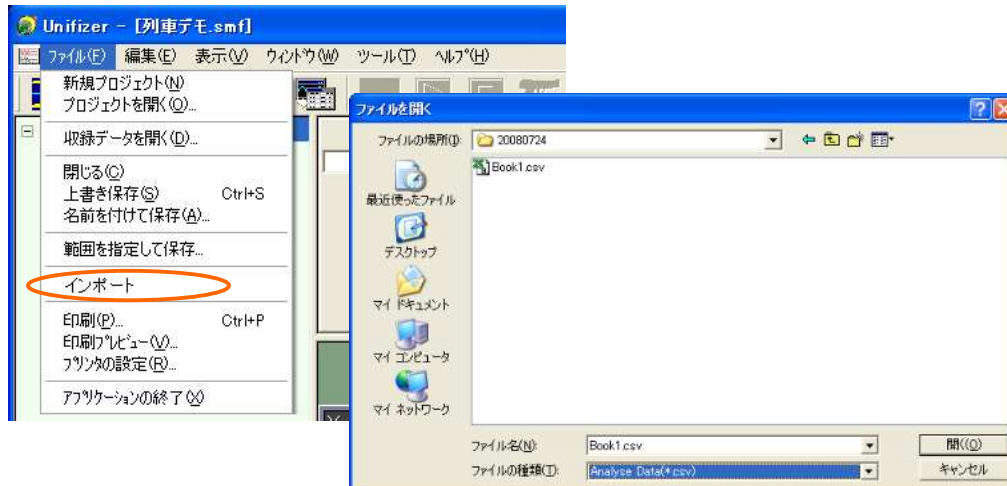 Unifizer - [列車デモ.smf]
ファイル(F) 編集(E) 表示(V) ウィンドウ(W) ツール(T) ヘルプ(H)
新規プロジェクト(N)
プロジェクトを開く(O)...
収録データを開く(D)...
閉じる(C)
上書き保存(S) Ctrl+S
名前を付けて保存(A)...
範囲を指定して保存...
インポート
印刷(P)... Ctrl+P
印刷プレビュー(V)...
プリンタの設定(R)...
アプリケーションの終了(X)
ファイルを開く
ファイルの場所(I): 20080724
Book1.csv
最近使ったファイル
デスクトップ
マイ ドキュメント
マイ コンピュータ
マイ ネットワーク
ファイル名(N): Book1.csv 開く(O)
ファイルの種類(T): Analyse Data(*.csv) キャンセル